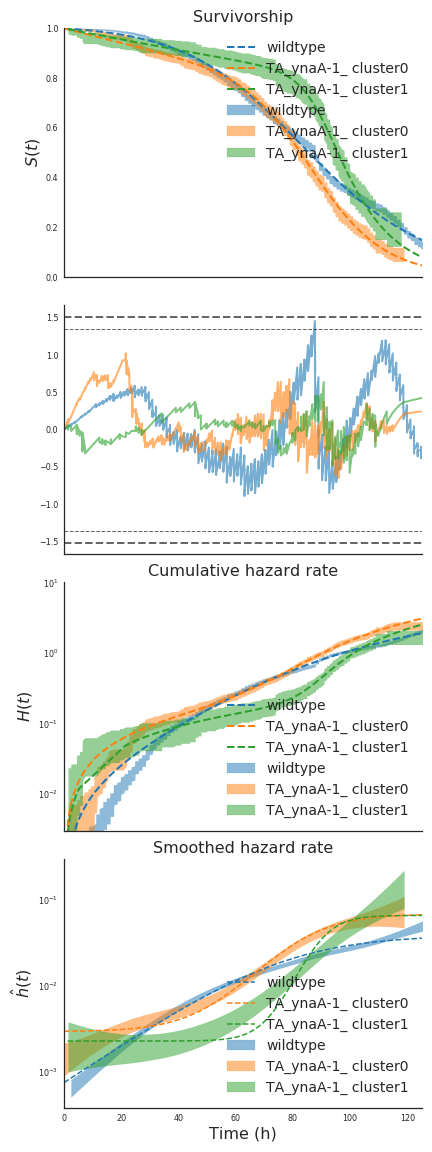 Survivorship
1.0
0.8
0.6
0.4
0.2
0.0
S(t)
wildtype
TA_ynaA-1_ cluster0
TA_ynaA-1_ cluster1
wildtype
TA_ynaA-1_ cluster0
TA_ynaA-1_ cluster1
1.5
1.0
0.5
0.0
−0.5
−1.0
−1.5
Cumulative hazard rate
10¹
10⁰
10⁻¹
10⁻²
H(t)
wildtype
TA_ynaA-1_ cluster0
TA_ynaA-1_ cluster1
wildtype
TA_ynaA-1_ cluster0
TA_ynaA-1_ cluster1
Smoothed hazard rate
10⁻¹
10⁻²
10⁻³
ĥ(t)
wildtype
TA_ynaA-1_ cluster0
TA_ynaA-1_ cluster1
wildtype
TA_ynaA-1_ cluster0
TA_ynaA-1_ cluster1
0 20 40 60 80 100 120
Time (h)